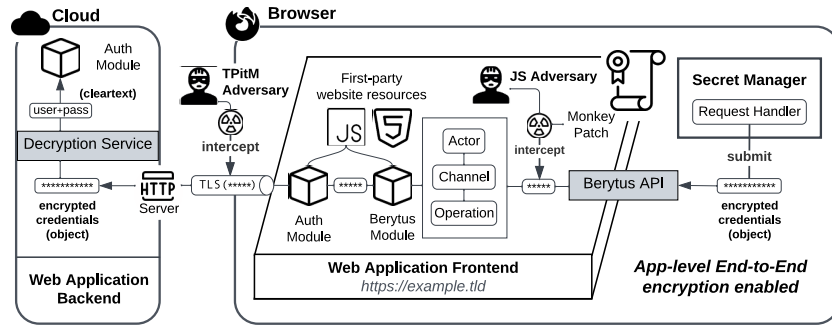 Cloud
Auth
Module
(cleartext)
user+pass
Decryption Service
***********
encrypted
credentials
(object)
Web Application
Backend
HTTP
Server
Browser
TPitM
Adversary
intercept
TLS(*****)
First-party
website resources
JS
5
Auth
Module
*****
Berytus
Module
Actor
Channel
Operation
JS Adversary
Monkey
Patch
intercept
*****
Berytus API
Web Application Frontend
https://example.tld
Secret Manager
Request Handler
submit
***********
encrypted
credentials
(object)
App-level End-to-End
encryption enabled